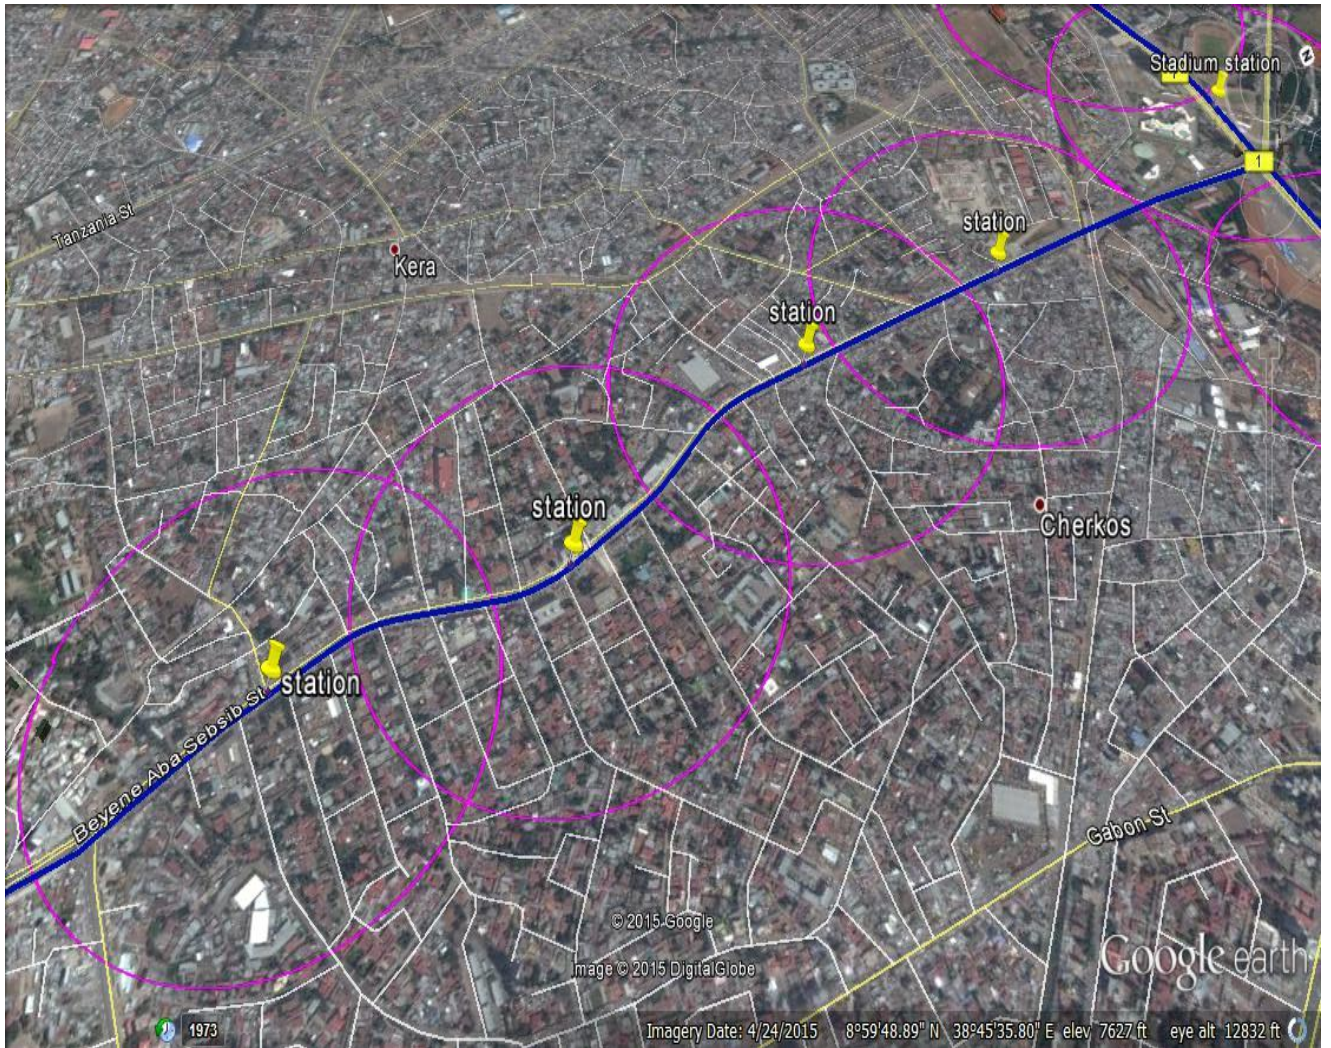 Stadium station
1
Tanzania St
station
Kera
station
station
Cherkos
station
Beyene Aba Sebsib St
Gabon St
© 2015 Google
Image © 2015 DigitalGlobe
Google earth
1973
Imagery Date: 4/24/2015 8°59'48.89" N 38°45'35.80" E elev 7627 ft eye alt 12832 ft